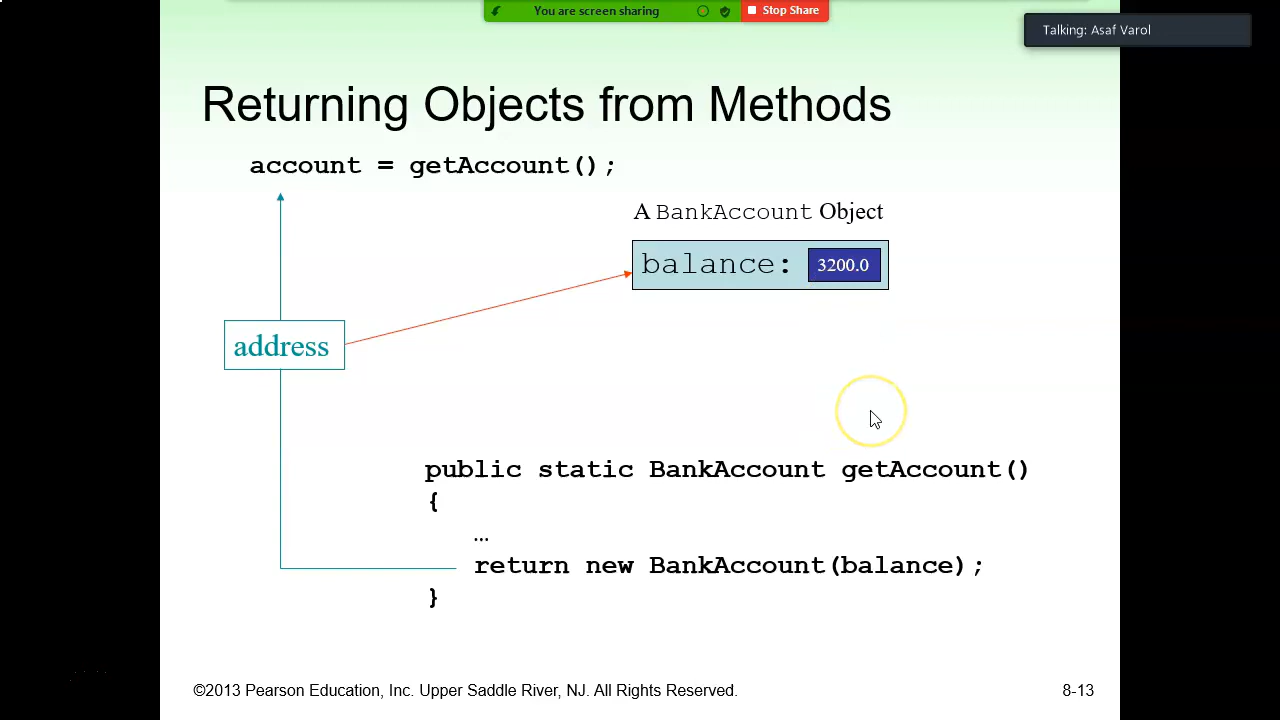 You are screen sharing
Stop Share
Talking: Asaf Varol
Returning Objects from Methods
account = getAccount();
A BankAccount Object
balance: 3200.0
address
public static BankAccount getAccount()
{
…
return new BankAccount(balance);
}
©2013 Pearson Education, Inc. Upper Saddle River, NJ. All Rights Reserved.
8-13